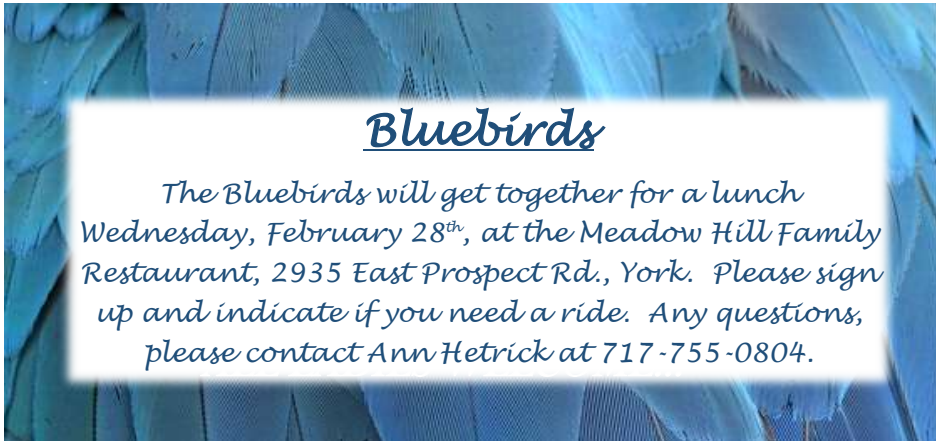 Bluebirds
The Bluebirds will get together for a lunch
Wednesday, February 28th, at the Meadow Hill Family
Restaurant, 2935 East Prospect Rd., York.  Please sign
up and indicate if you need a ride.  Any questions,
please contact Ann Hetrick at 717-755-0804.